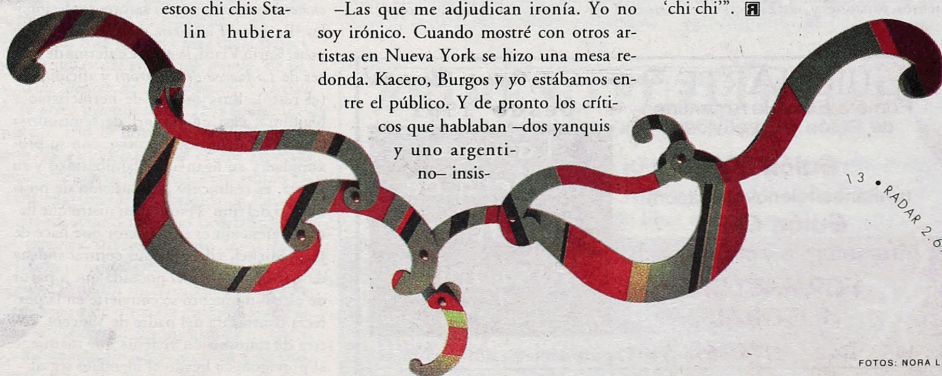 estos chi chis Sta-
lin hubiera
–Las que me adjudican ironía. Yo no
soy irónico. Cuando mostré con otros ar-
tistas en Nueva York se hizo una mesa re-
donda. Kacero, Burgos y yo estábamos en-
tre el público. Y de pronto los críti-
cos que hablaban –dos yanquis
y uno argenti-
no– insis-
'chi chi'”. R
13 • RADAR 2.6
FOTOS: NORA L